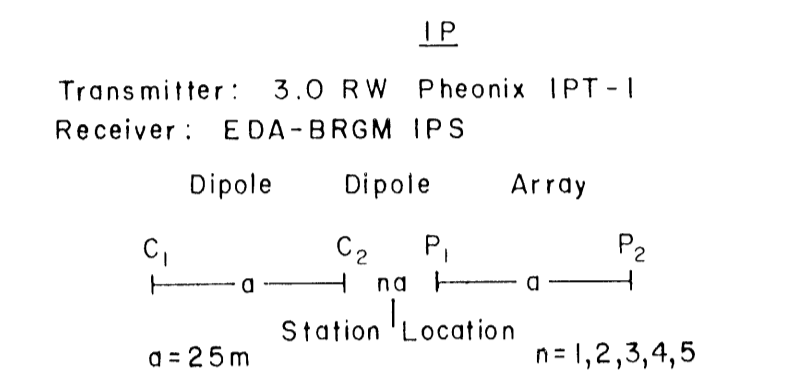 IP
Transmitter: 3.0 RW Pheonix IPT-1
Receiver: EDA-BRGM IPS
Dipole Dipole Array
C₁ C₂ P₁ P₂
a na a
Station Location
a=25m n=1,2,3,4,5